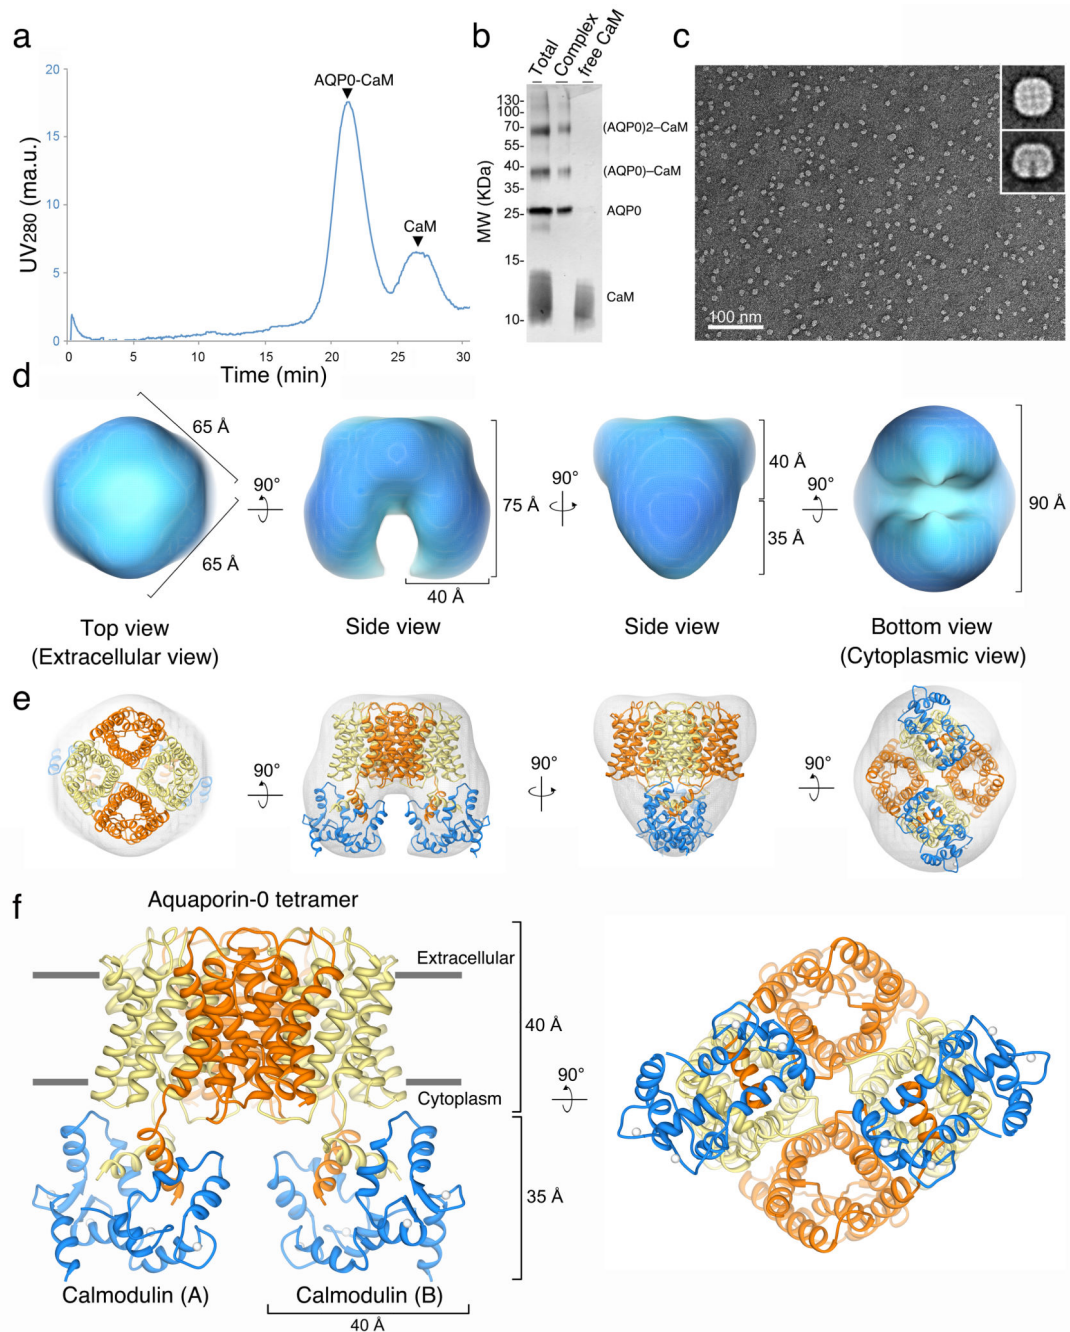 a
20
15
10
5
0
UV280 (ma.u.)
AQP0-CaM
CaM
0
5
10
15
20
25
30
Time (min)
b
Total
Complex
free CaM
MW (KDa)
130-
100-
70-
55-
40-
35-
25-
15-
10-
(AQP0)2–CaM
(AQP0)–CaM
AQP0
CaM
c
100 nm
d
65 Å
65 Å
90°
75 Å
40 Å
90°
40 Å
35 Å
90°
90 Å
Top view
(Extracellular view)
Side view
Side view
Bottom view
(Cytoplasmic view)
e
90°
90°
90°
f
Aquaporin-0 tetramer
Extracellular
40 Å
Cytoplasm
90°
35 Å
Calmodulin (A)
Calmodulin (B)
40 Å